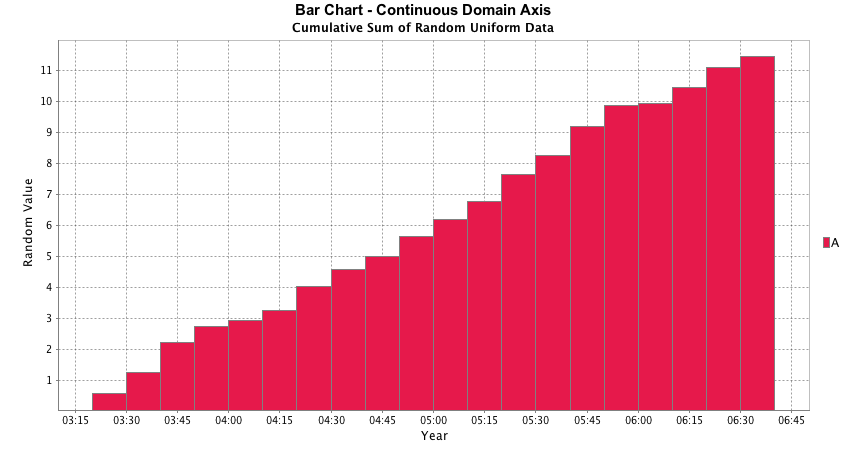 Bar Chart - Continuous Domain Axis
Cumulative Sum of Random Uniform Data
11
10
9
8
7
6
5
4
3
2
1
Random Value
A
03:15 03:30 03:45 04:00 04:15 04:30 04:45 05:00 05:15 05:30 05:45 06:00 06:15 06:30 06:45
Year